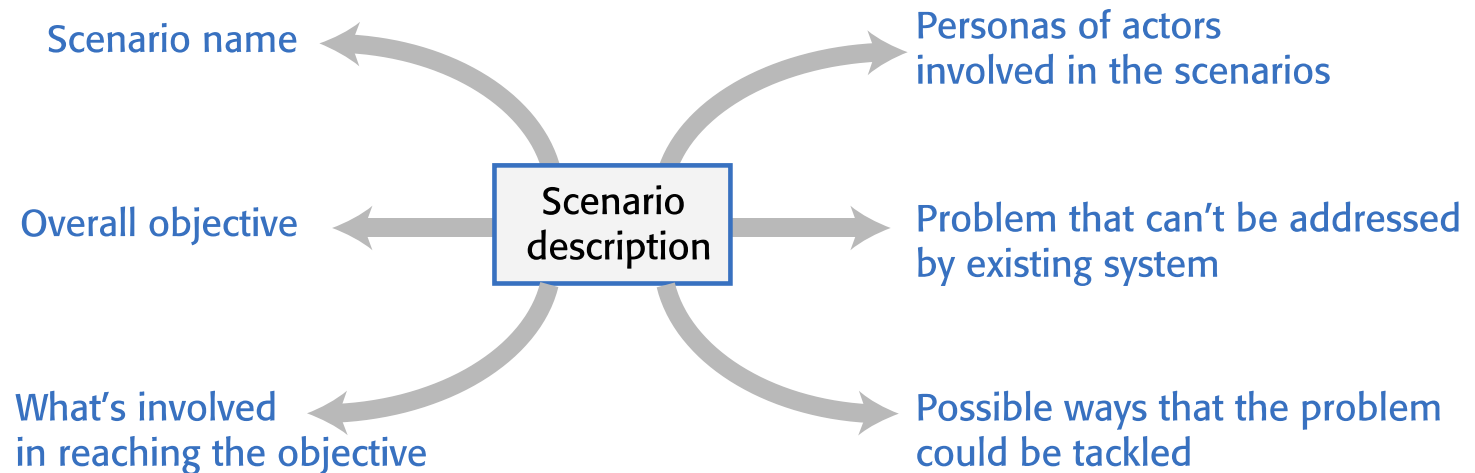 Scenario name
Personas of actors
involved in the scenarios
Scenario
description
Overall objective
Problem that can’t be addressed
by existing system
What’s involved
in reaching the objective
Possible ways that the problem
could be tackled